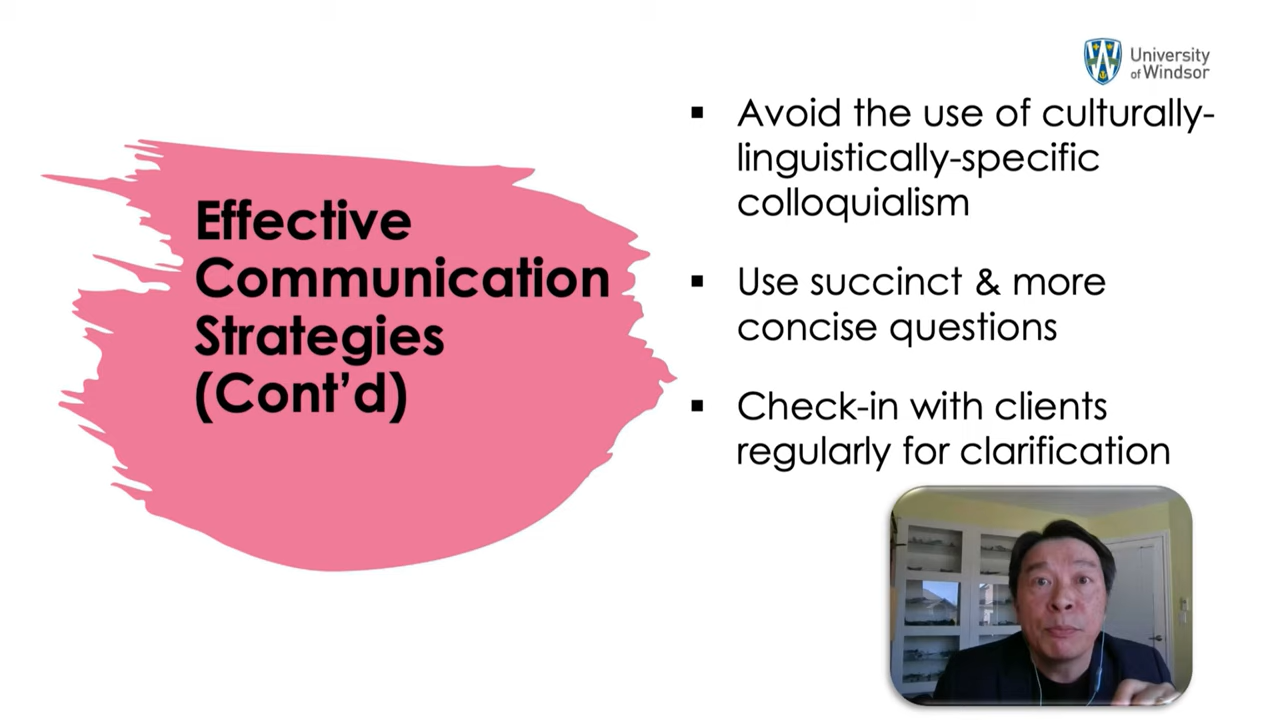 University
of Windsor
Effective
Communication
Strategies
(Cont’d)
▪ Avoid the use of culturally-
linguistically-specific
colloquialism
▪ Use succinct & more
concise questions
▪ Check-in with clients
regularly for clarification